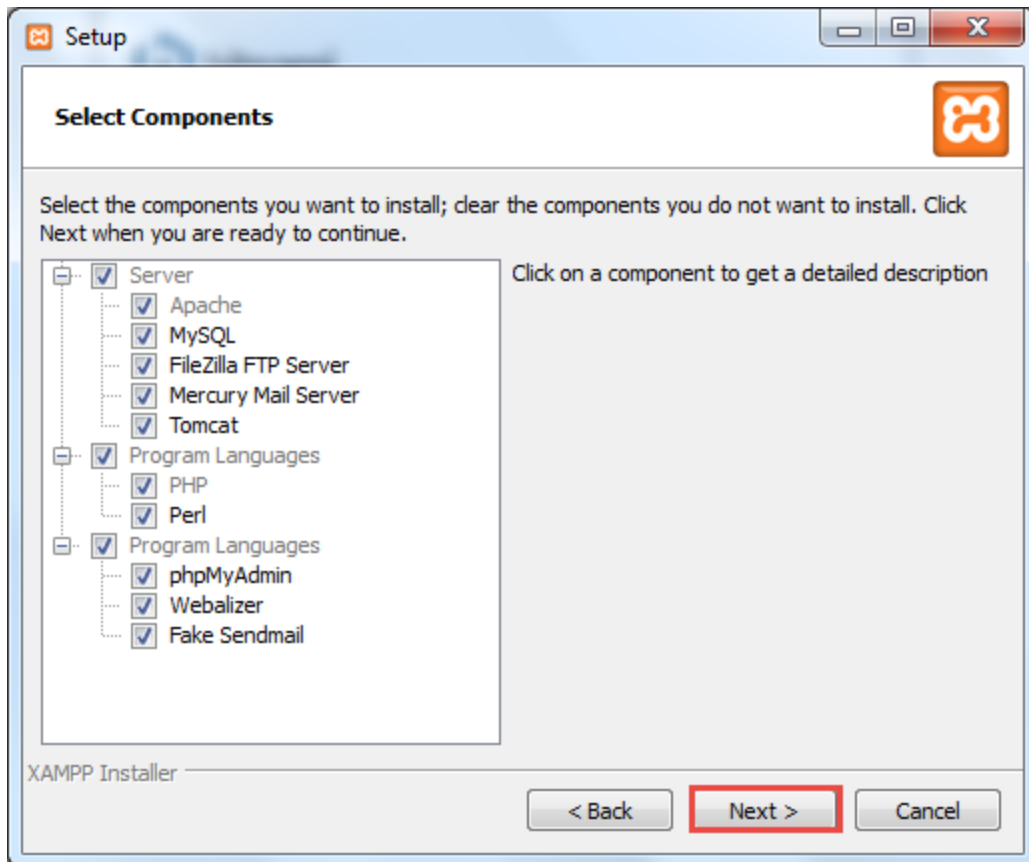 Setup
Select Components
Select the components you want to install; clear the components you do not want to install. Click
Next when you are ready to continue.
Server
Apache
MySQL
FileZilla FTP Server
Mercury Mail Server
Tomcat
Program Languages
PHP
Perl
Program Languages
phpMyAdmin
Webalizer
Fake Sendmail
Click on a component to get a detailed description
XAMPP Installer
< Back
Next >
Cancel